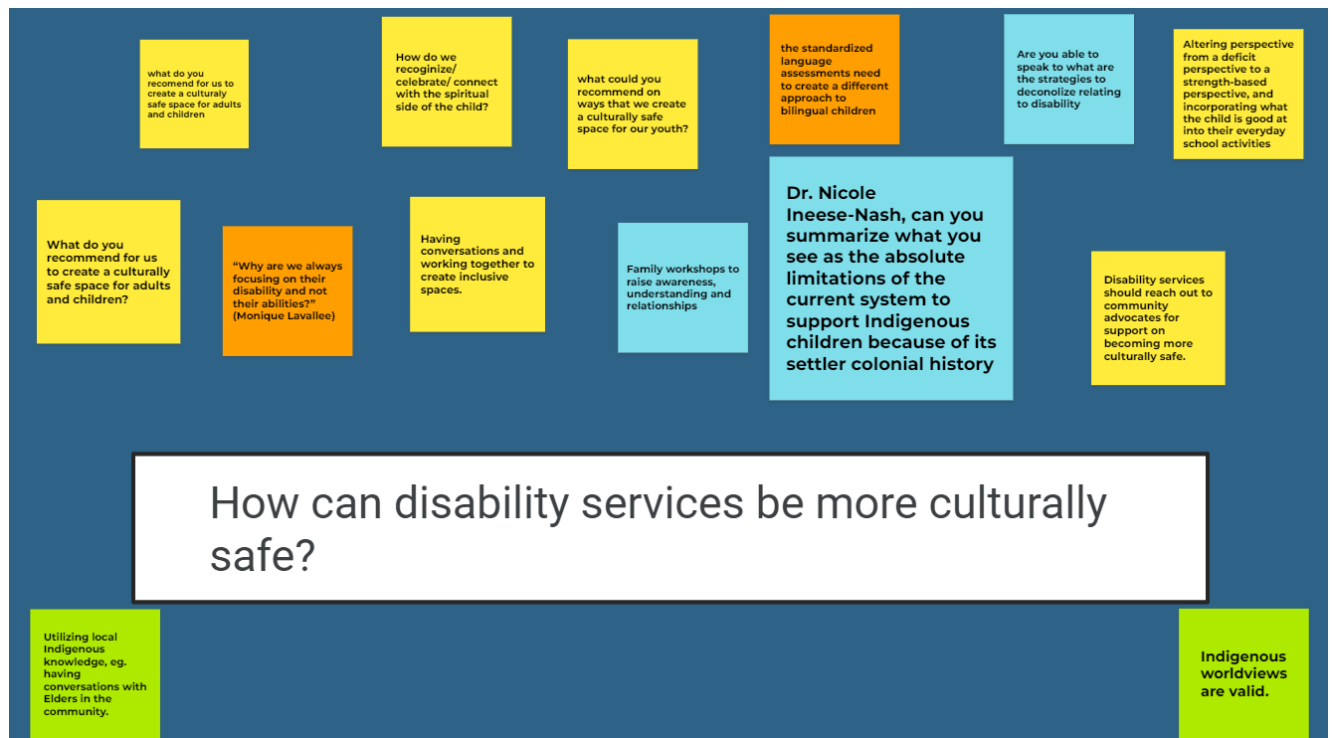 what do you
recomend for us to
create a culturaly
safe space for adults
and children
How do we
recoginize/
celebrate/ connect
with the spiritual
side of the child?
what could you
recommend on
ways that we create
a culturally safe
space for our youth?
the standardized
language
assessments need
to create a different
approach to
bilingual children
Are you able to
speak to what are
the strategies to
deconolize relating
to disability
Altering perspective
from a deficit
perspective to a
strength-based
perspective, and
incorporating what
the child is good at
into their everyday
school activities
What do you
recommend for us
to create a culturally
safe space for adults
and children?
“Why are we always
focusing on their
disability and not
their abilities?”
(Monique Lavallee)
Having
conversations and
working together to
create inclusive
spaces.
Family workshops to
raise awareness,
understanding and
relationships
Dr. Nicole
Ineese-Nash, can you
summarize what you
see as the absolute
limitations of the
current system to
support Indigenous
children because of its
settler colonial history
Disability services
should reach out to
community
advocates for
support on
becoming more
culturally safe.
How can disability services be more culturally
safe?
Utilizing local
Indigenous
knowledge, eg.
having
conversations with
Elders in the
community.
Indigenous
worldviews
are valid.